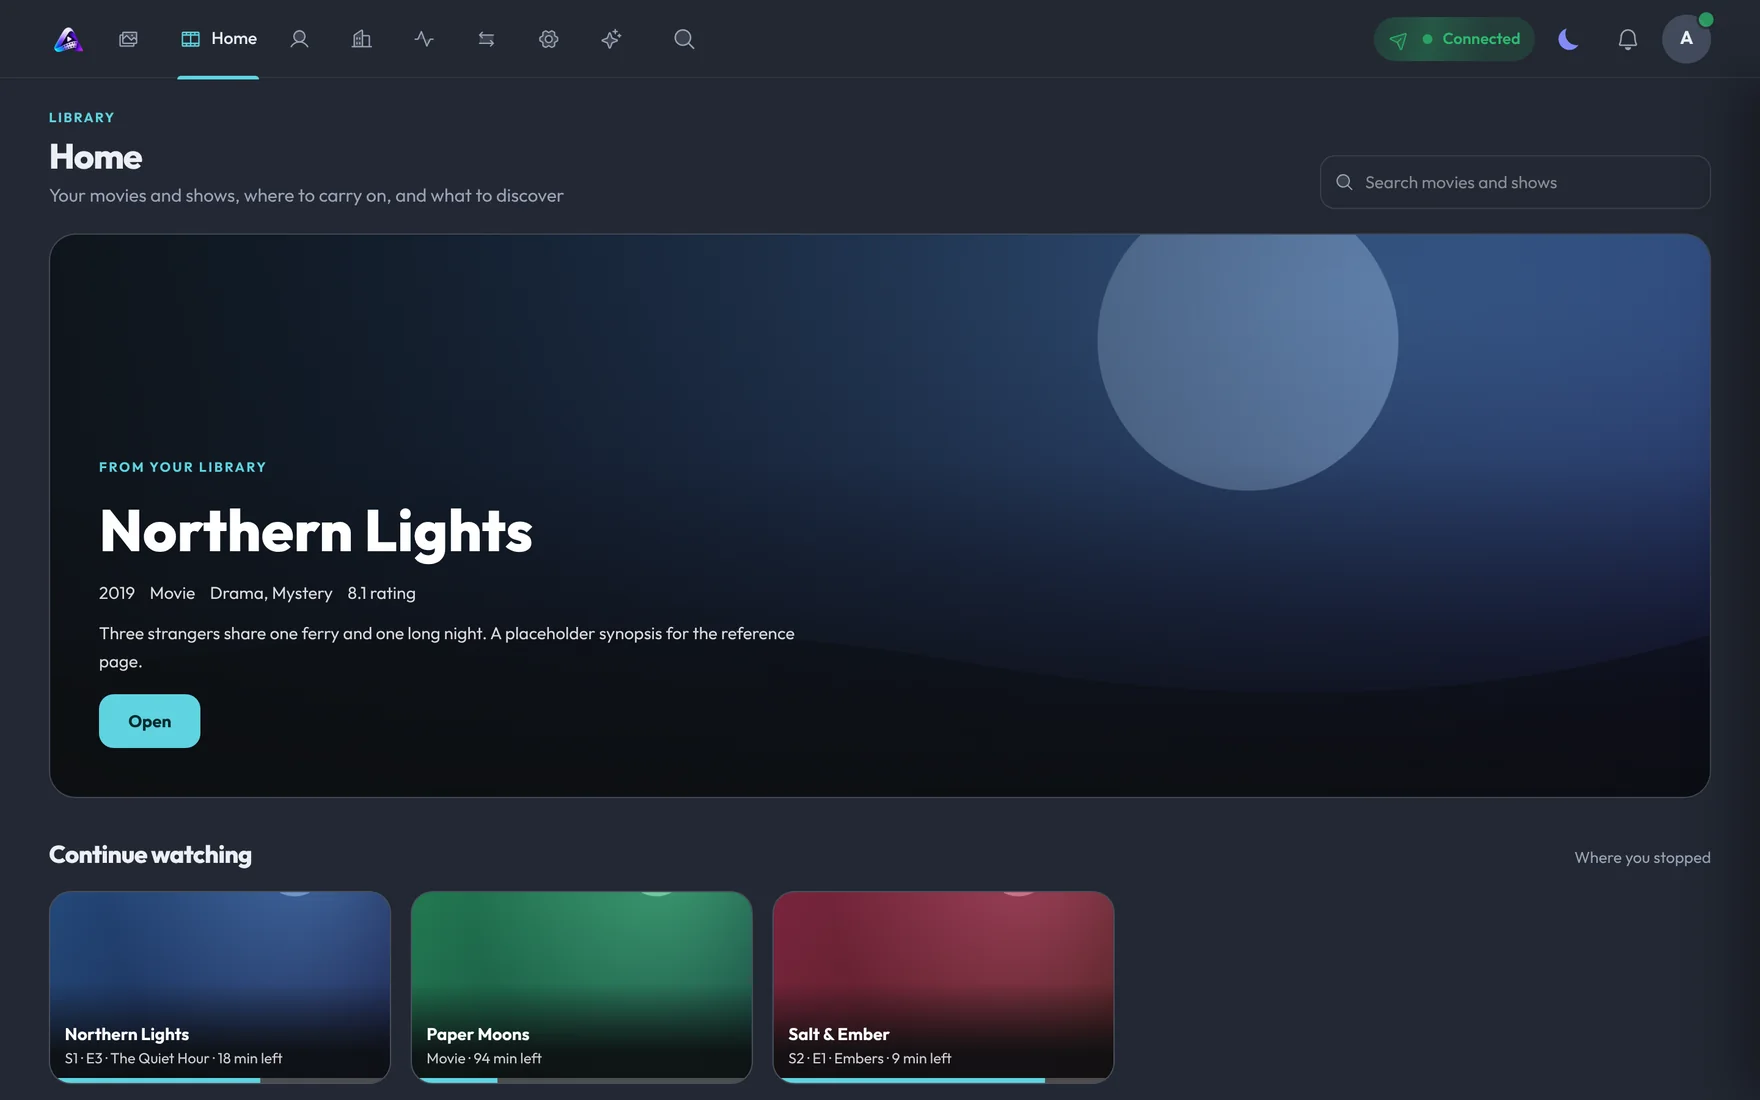 Home
Connected
A
LIBRARY
Home
Your movies and shows, where to carry on, and what to discover
Search movies and shows
FROM YOUR LIBRARY
Northern Lights
2019 Movie Drama, Mystery 8.1 rating
Three strangers share one ferry and one long night. A placeholder synopsis for the reference
page.
Open
Continue watching
Where you stopped
Northern Lights
S1 · E3 · The Quiet Hour · 18 min left
Paper Moons
Movie · 94 min left
Salt & Ember
S2 · E1 · Embers · 9 min left